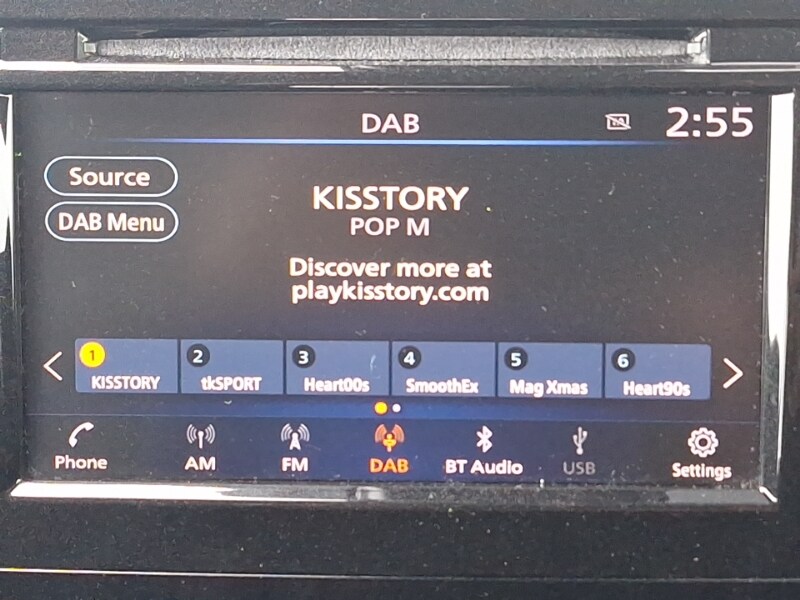 DAB
TA
2:55
Source
DAB Menu
KISSTORY
POP M
Discover more at
playkisstory.com
1 2 3 4 5 6
KISSTORY tkSPORT Heart00s SmoothEx Mag Xmas Heart90s
Phone AM FM DAB BT Audio USB Settings